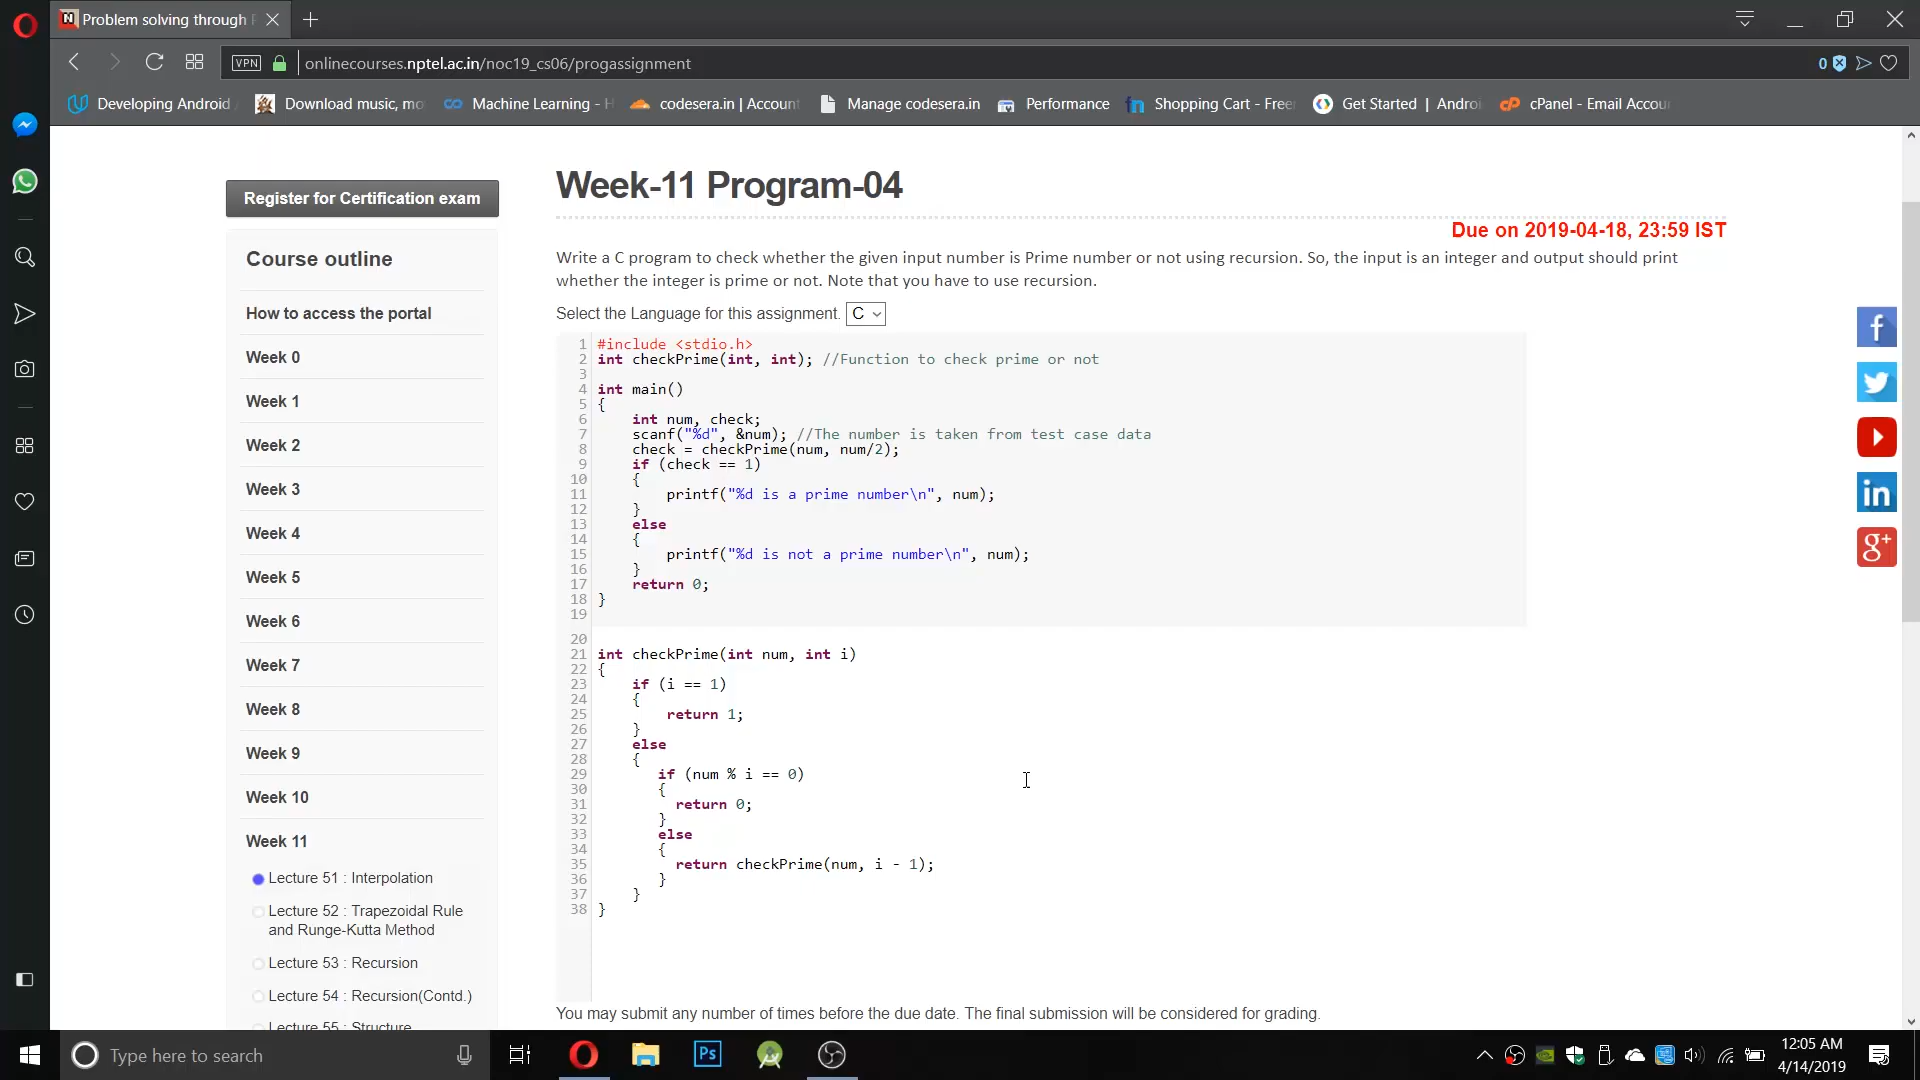 Problem solving through
VPN
onlinecourses.nptel.ac.in/noc19_cs06/progassignment
0
Developing Android
Download music, mo
Machine Learning - H
codesera.in | Account
Manage codesera.in
Performance
Shopping Cart - Free
Get Started | Androi
cPanel - Email Accou
Register for Certification exam
Course outline
How to access the portal
Week 0
Week 1
Week 2
Week 3
Week 4
Week 5
Week 6
Week 7
Week 8
Week 9
Week 10
Week 11
Lecture 51 : Interpolation
Lecture 52 : Trapezoidal Rule
and Runge-Kutta Method
Lecture 53 : Recursion
Lecture 54 : Recursion(Contd.)
Lecture 55 : Structure
Week-11 Program-04
Due on 2019-04-18, 23:59 IST
Write a C program to check whether the given input number is Prime number or not using recursion. So, the input is an integer and output should print
whether the integer is prime or not. Note that you have to use recursion.
Select the Language for this assignment. C
1 #include <stdio.h>
2 int checkPrime(int, int); //Function to check prime or not
3
4 int main()
5 {
6 int num, check;
7 scanf("%d", &num); //The number is taken from test case data
8 check = checkPrime(num, num/2);
9 if (check == 1)
10 {
11 printf("%d is a prime number\n", num);
12 }
13 else
14 {
15 printf("%d is not a prime number\n", num);
16 }
17 return 0;
18 }
19
20
21 int checkPrime(int num, int i)
22 {
23 if (i == 1)
24 {
25 return 1;
26 }
27 else
28 {
29 if (num % i == 0)
30 {
31 return 0;
32 }
33 else
34 {
35 return checkPrime(num, i - 1);
36 }
37 }
38 }
You may submit any number of times before the due date. The final submission will be considered for grading.
f
in
g+
Type here to search
Ps
12:05 AM
4/14/2019